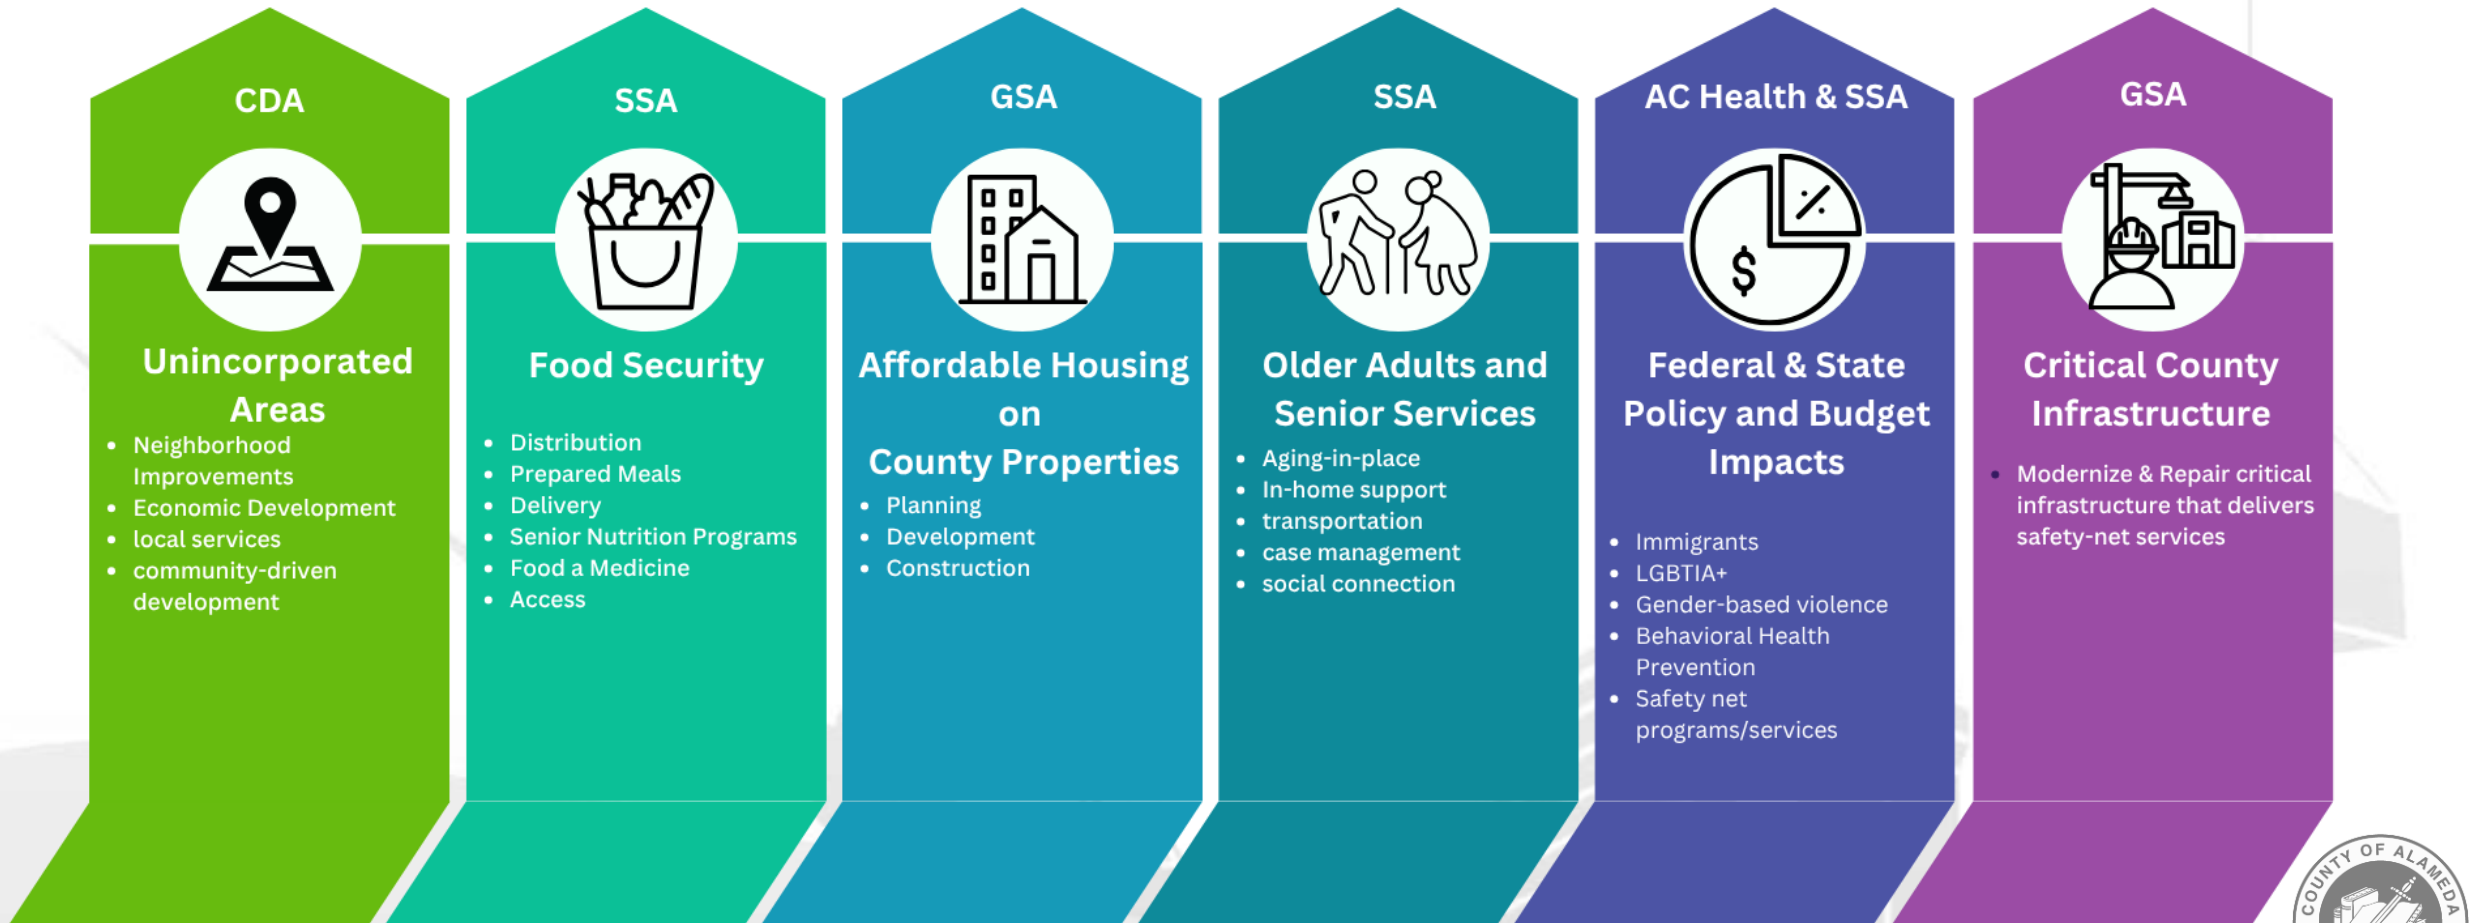 CDA
Unincorporated
Areas
• Neighborhood
Improvements
• Economic Development
• local services
• community-driven
development
SSA
Food Security
• Distribution
• Prepared Meals
• Delivery
• Senior Nutrition Programs
• Food a Medicine
• Access
GSA
Affordable Housing
on
County Properties
• Planning
• Development
• Construction
SSA
Older Adults and
Senior Services
• Aging-in-place
• In-home support
• transportation
• case management
• social connection
AC Health & SSA
%
$
Federal & State
Policy and Budget
Impacts
• Immigrants
• LGBTIA+
• Gender-based violence
• Behavioral Health
Prevention
• Safety net
programs/services
GSA
Critical County
Infrastructure
• Modernize & Repair critical
infrastructure that delivers
safety-net services
COUNTY OF ALAMEDA